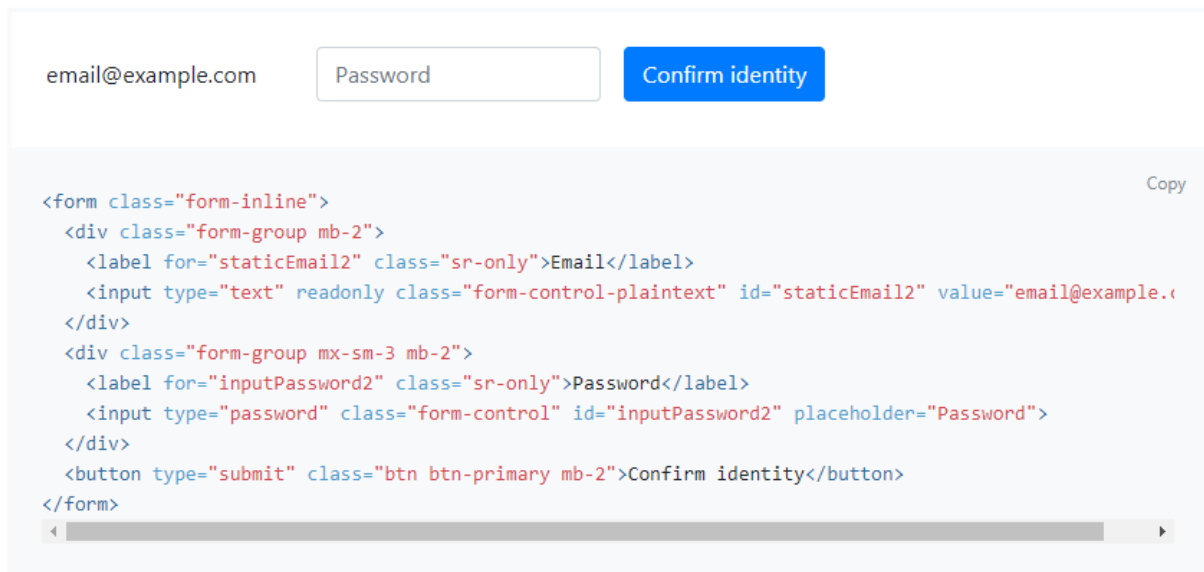 email@example.com Password Confirm identity
Copy
<form class="form-inline">
  <div class="form-group mb-2">
    <label for="staticEmail2" class="sr-only">Email</label>
    <input type="text" readonly class="form-control-plaintext" id="staticEmail2" value="email@example.
  </div>
  <div class="form-group mx-sm-3 mb-2">
    <label for="inputPassword2" class="sr-only">Password</label>
    <input type="password" class="form-control" id="inputPassword2" placeholder="Password">
  </div>
  <button type="submit" class="btn btn-primary mb-2">Confirm identity</button>
</form>